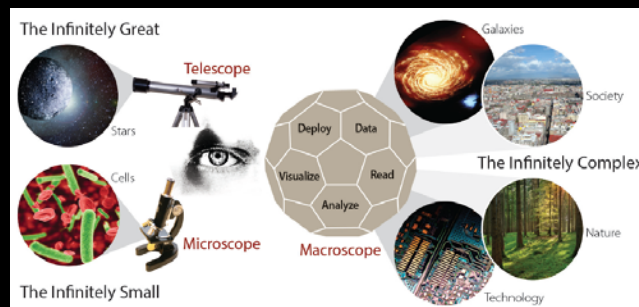 The Infinitely Great
Telescope
Stars
Cells
Microscope
The Infinitely Small
Deploy
Data
Visualize
Read
Analyze
Macroscope
Galaxies
Society
The Infinitely Complex
Nature
Technology